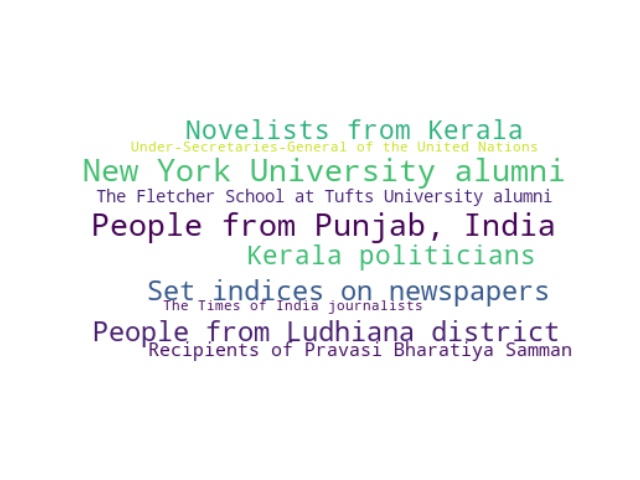 Novelists from Kerala
Under-Secretaries-General of the United Nations
New York University alumni
The Fletcher School at Tufts University alumni
People from Punjab, India
Kerala politicians
Set indices on newspapers
The Times of India journalists
People from Ludhiana district
Recipients of Pravasi Bharatiya Samman